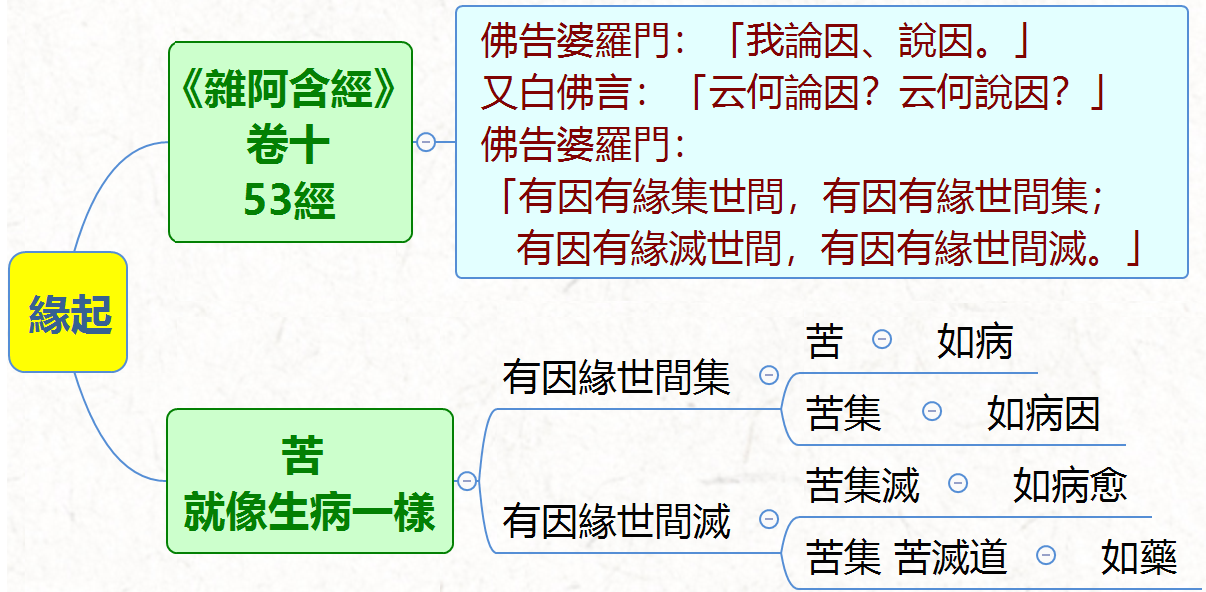 緣起
《雜阿含經》
卷十
53經
佛告婆羅門：「我論因、說因。」
又白佛言：「云何論因？云何說因？」
佛告婆羅門：
「有因有緣集世間，有因有緣世間集；
有因有緣滅世間，有因有緣世間滅。」
苦
就像生病一樣
有因緣世間集
苦 如病
苦集 如病因
有因緣世間滅
苦集滅 如病愈
苦集 苦滅道 如藥